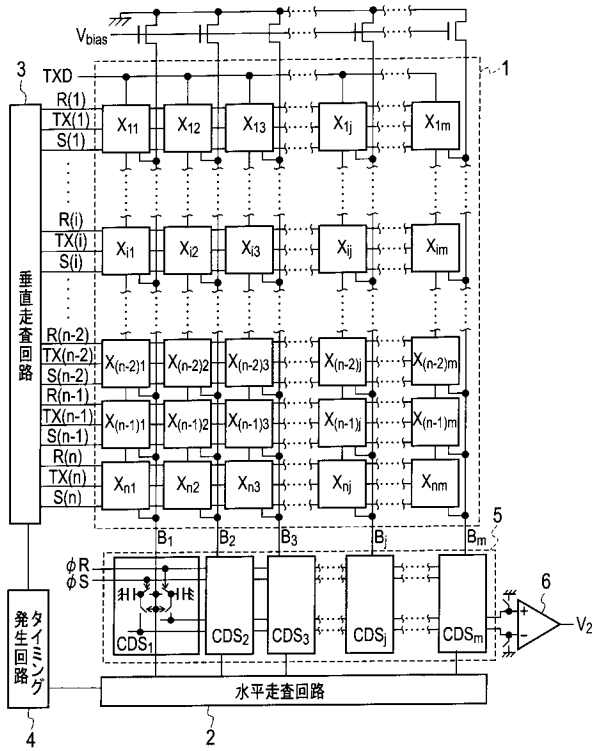 Vbias
TXD
1
3
R(1)
TX(1)
S(1)
X11 X12 X13 X1j X1m
R(i)
TX(i)
S(i)
Xi1 Xi2 Xi3 Xij Xim
垂直走査回路
R(n-2)
TX(n-2)
S(n-2)
X(n-2)1 X(n-2)2 X(n-2)3 X(n-2)j X(n-2)m
R(n-1)
TX(n-1)
S(n-1)
X(n-1)1 X(n-1)2 X(n-1)3 X(n-1)j X(n-1)m
R(n)
TX(n)
S(n)
Xn1 Xn2 Xn3 Xnj Xnm
B1 B2 B3 Bj Bm
5
φR
φS
CDS1 CDS2 CDS3 CDSj CDSm
+
−
6
V2
タイミング
発生回路
4
水平走査回路
2